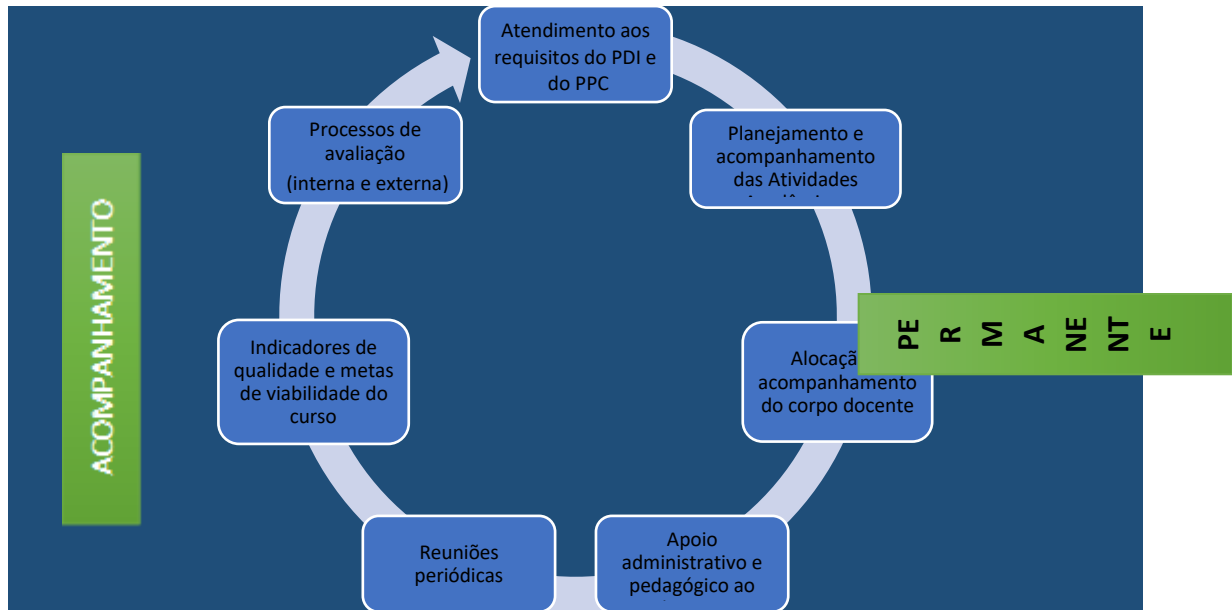 Atendimento aos
requisitos do PDI e
do PPC
Planejamento e
acompanhamento
das Atividades
Alocação
acompanhamento
do corpo docente
Apoio
administrativo e
pedagógico ao
Reuniões
periódicas
Indicadores de
qualidade e metas
de viabilidade do
curso
Processos de
avaliação
(interna e externa)
ACOMPANHAMENTO
PE
R
M
A
NE
NT
E